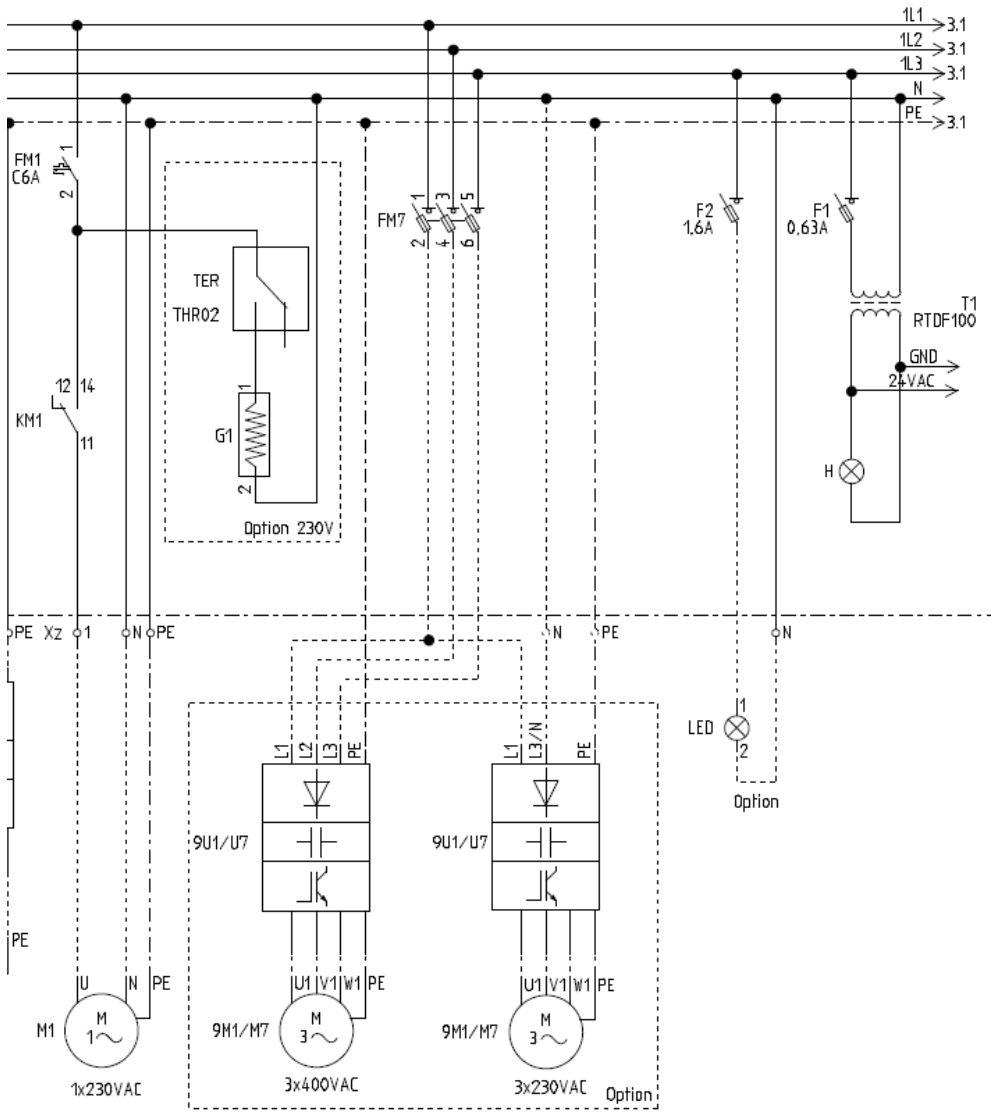 1L1
3.1
1L2
3.1
1L3
3.1
N
PE
3.1
FM1
C6A
1
2
TER
THR02
1
G1
2
Option 230V
FM7
1 3 5
2 4 6
F2
1,6A
F1
0,63A
T1
RTDF100
GND
24VAC
H
12 14
KM1
11
PE Xz 1 N PE
N PE
N
L1 L2 L3 PE
L1 L3/N PE
LED
1
2
Option
9U1/U7
9U1/U7
PE
U N PE
U1 V1 W1 PE
U1 V1 W1 PE
M1
M
1~
9M1/M7
M
3~
9M1/M7
M
3~
1x230VAC
3x400VAC
3x230VAC
Option